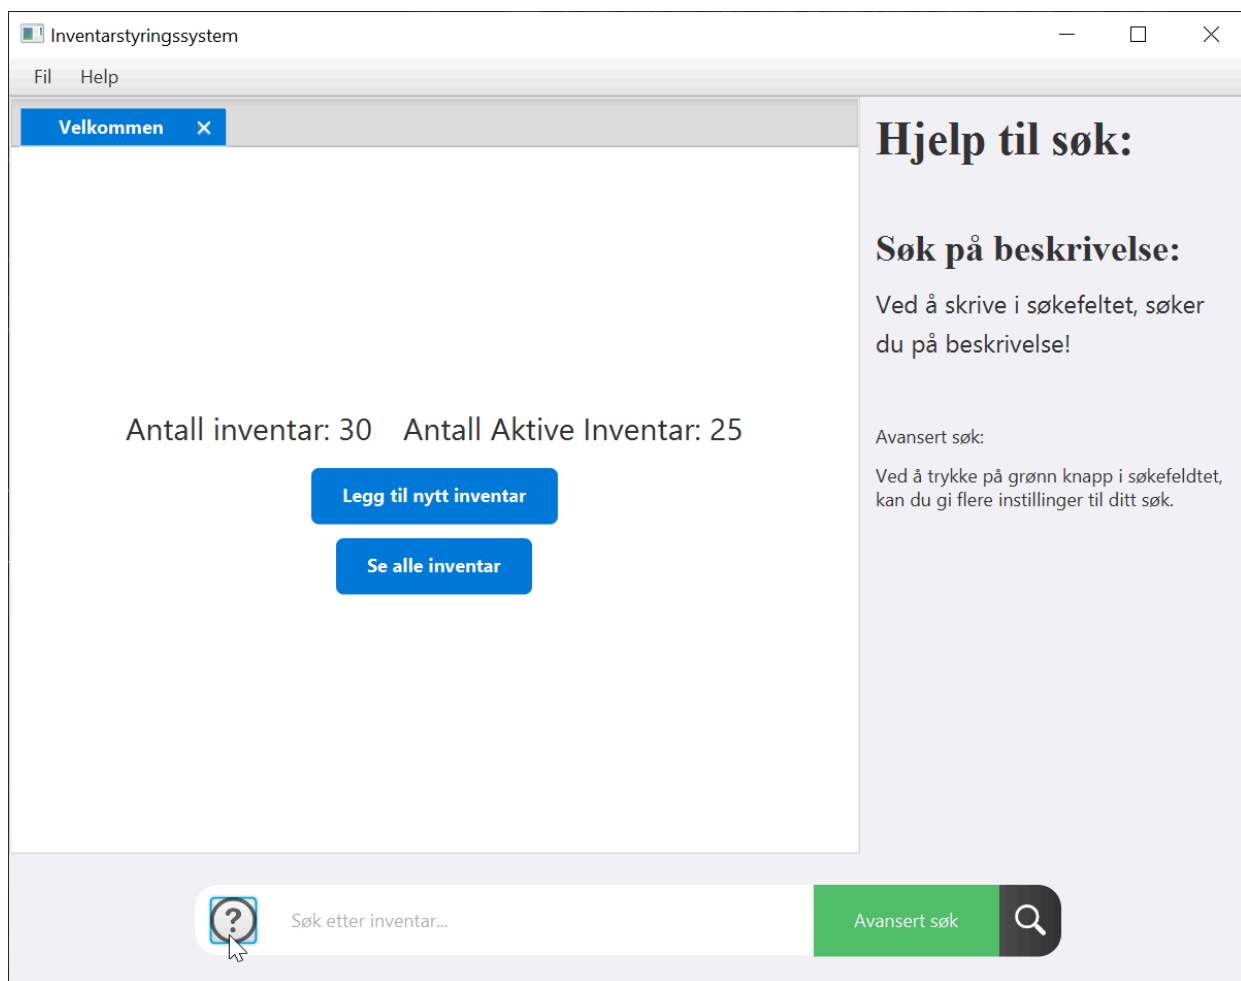 Inventarstyringssystem
Fil Help
Velkommen
Antall inventar: 30 Antall Aktive Inventar: 25
Legg til nytt inventar
Se alle inventar
Hjelp til søk:
Søk på beskrivelse:
Ved å skrive i søkefeltet, søker
du på beskrivelse!
Avansert søk:
Ved å trykke på grønn knapp i søkefeldtet,
kan du gi flere instillinger til ditt søk.
?
Søk etter inventar...
Avansert søk